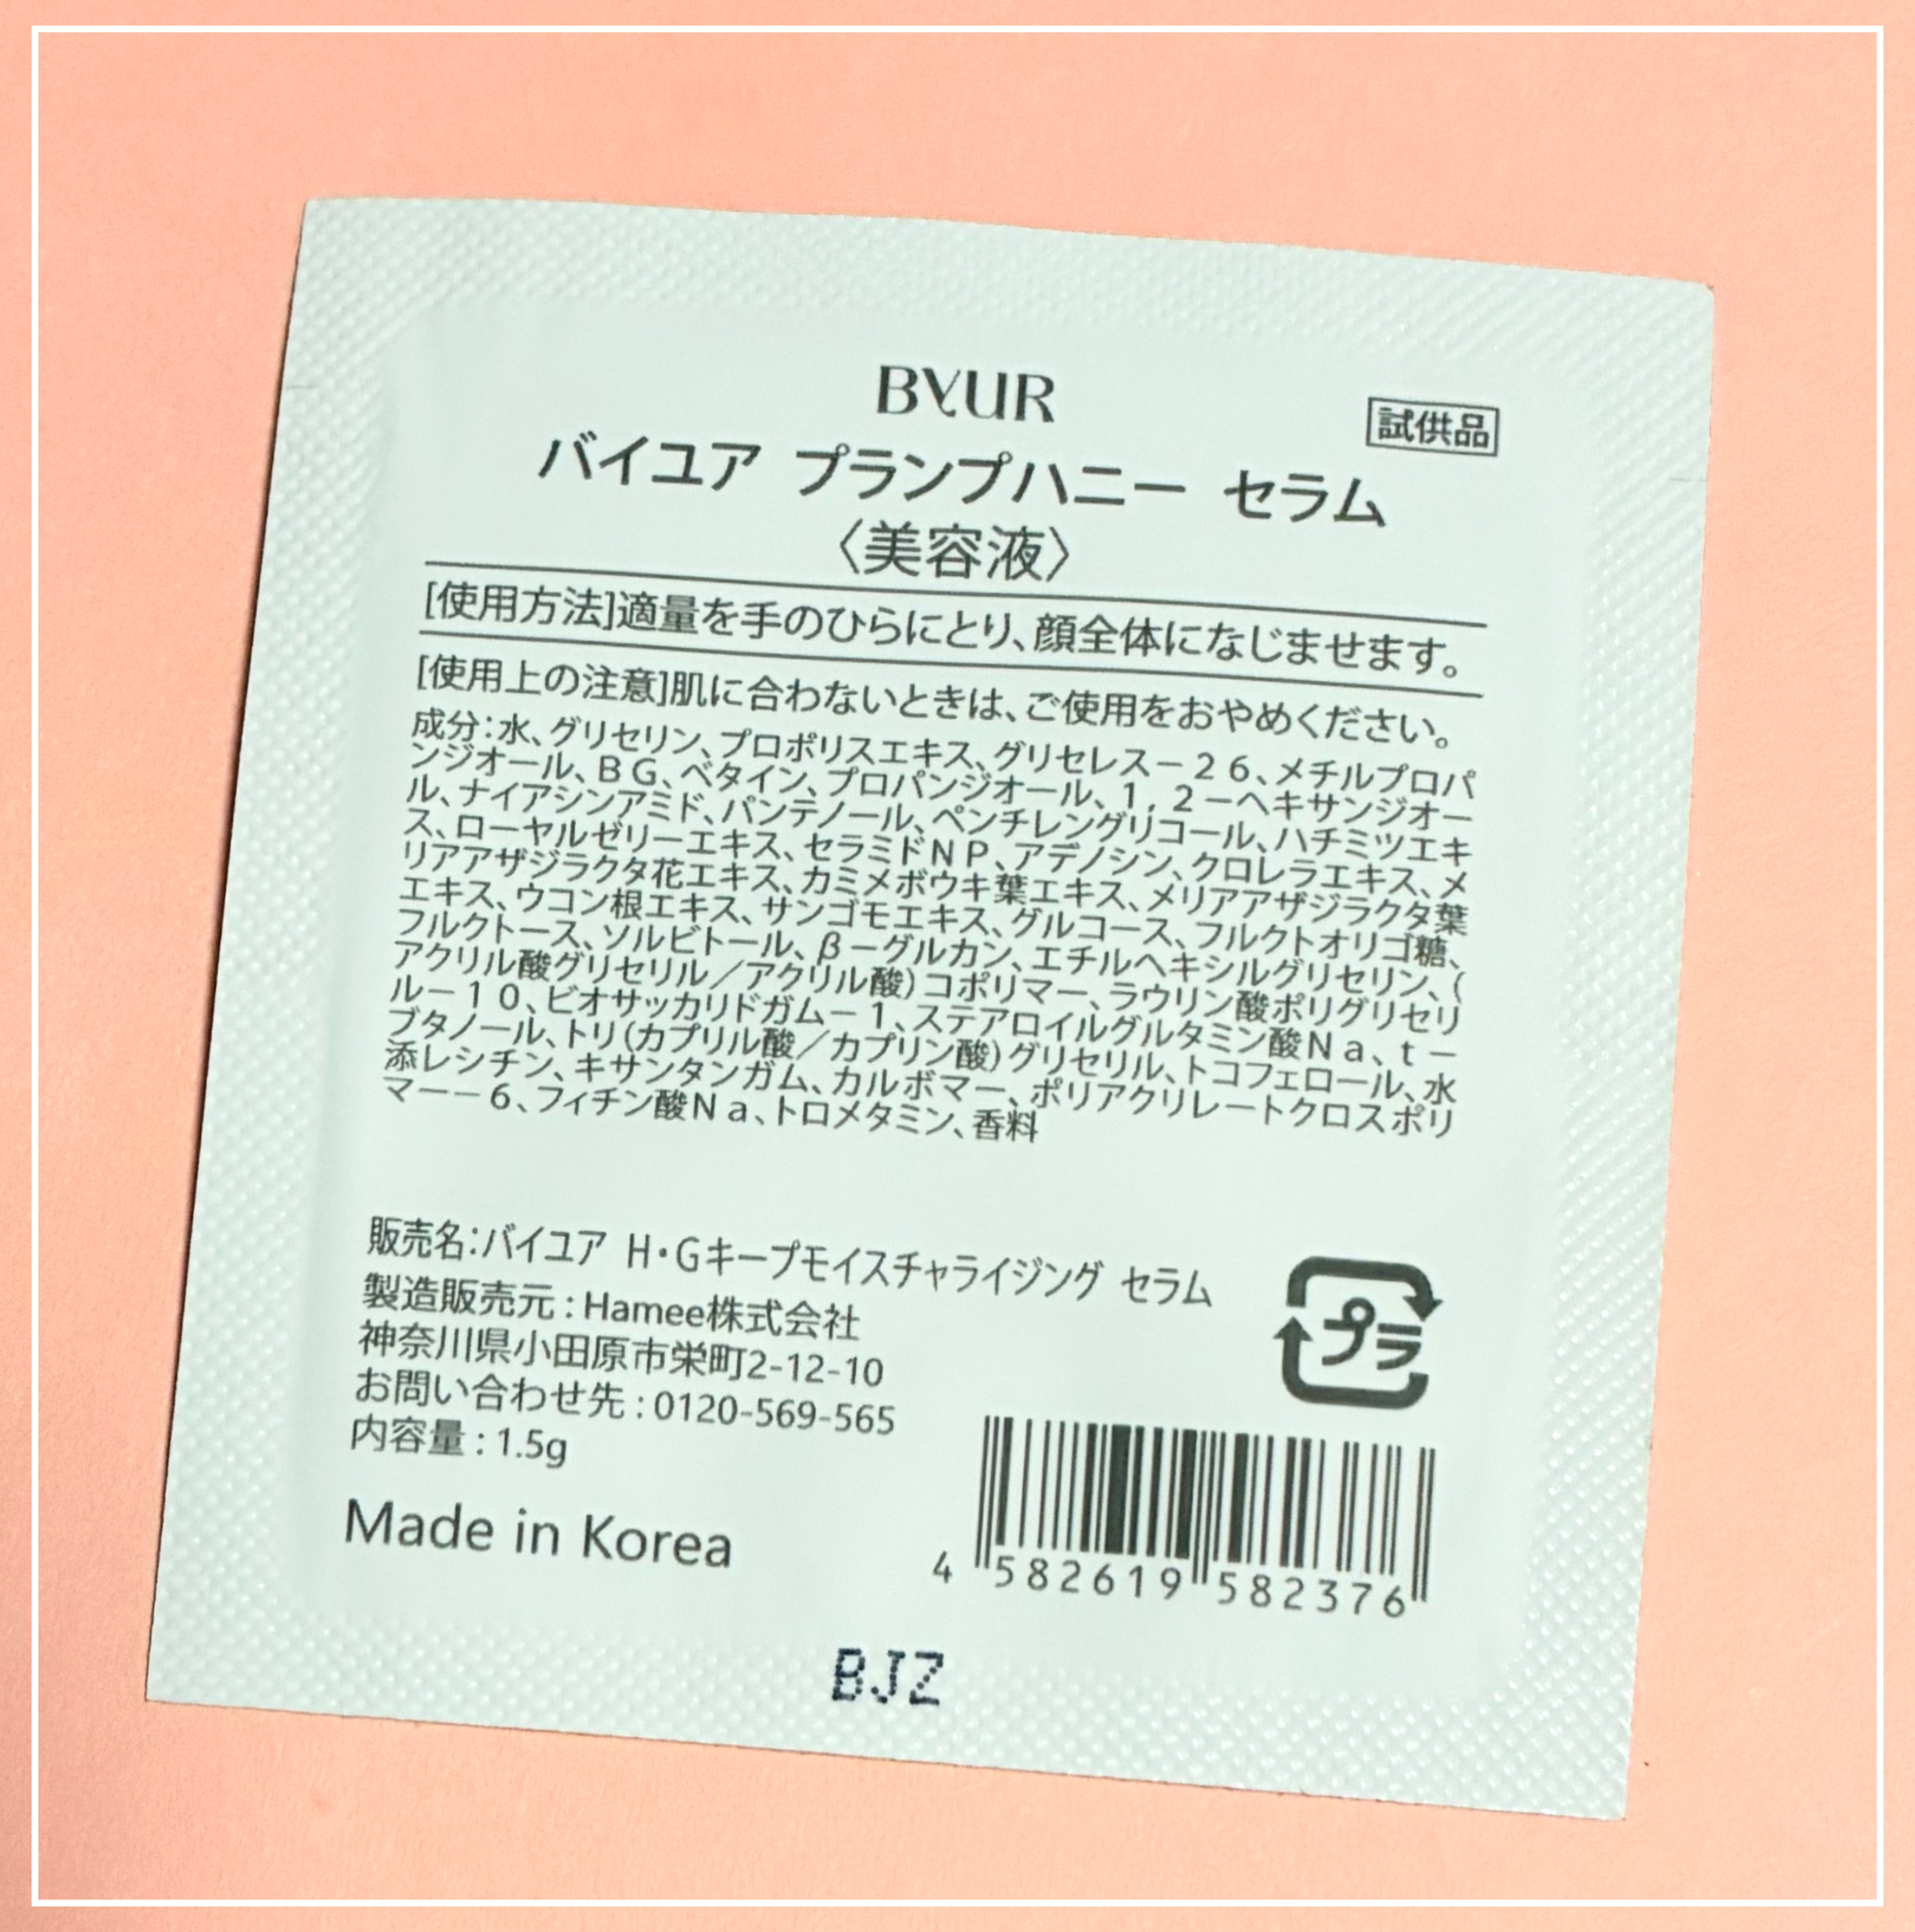 BYUR
試供品
バイユア プランプハニー セラム
〈美容液〉
[使用方法]適量を手のひらにとり、顔全体になじませます。
[使用上の注意]肌に合わないときは、ご使用をおやめください。
成分：水、グリセリン、プロポリスエキス、グリセレス－２６、メチルプロパ
ンジオール、ＢＧ、ベタイン、プロパンジオール、１，２－ヘキサンジオー
ル、ナイアシンアミド、パンテノール、ペンチレングリコール、ハチミツエキ
ス、ローヤルゼリーエキス、セラミドＮＰ、アデノシン、クロレラエキス、メ
リアアザジラクタ花エキス、カミメボウキ葉エキス、メリアアザジラクタ葉
エキス、ウコン根エキス、サンゴモエキス、グルコース、フルクトオリゴ糖、
フルクトース、ソルビトール、β－グルカン、エチルヘキシルグリセリン、（
アクリル酸グリセリル／アクリル酸）コポリマー、ラウリン酸ポリグリセリ
ル－１０、ビオサッカリドガム－１、ステアロイルグルタミン酸Ｎａ、ｔ－
ブタノール、トリ（カプリル酸／カプリン酸）グリセリル、トコフェロール、水
添レシチン、キサンタンガム、カルボマー、ポリアクリレートクロスポリ
マー－６、フィチン酸Ｎａ、トロメタミン、香料
販売名：バイユア H・Gキープモイスチャライジング セラム
製造販売元：Hamee株式会社
神奈川県小田原市栄町2-12-10
お問い合わせ先：0120-569-565
内容量：1.5g
プラ
Made in Korea
4 582619 582376
BJZ